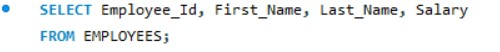 SELECT Employee_Id, First_Name, Last_Name, Salary
FROM EMPLOYEES;